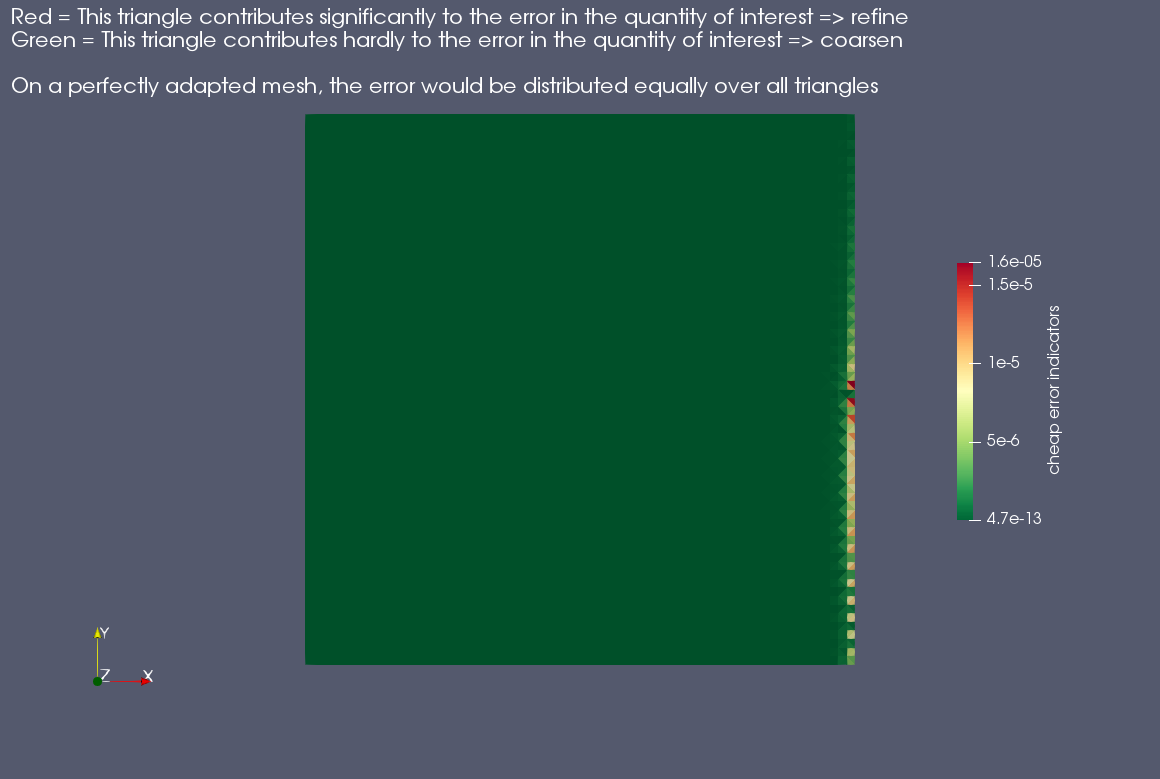 Red = This triangle contributes significantly to the error in the quantity of interest => refine
Green = This triangle contributes hardly to the error in the quantity of interest => coarsen
On a perfectly adapted mesh, the error would be distributed equally over all triangles
1.6e-05
1.5e-5
1e-5
5e-6
4.7e-13
cheap error indicators
Y
Z
X